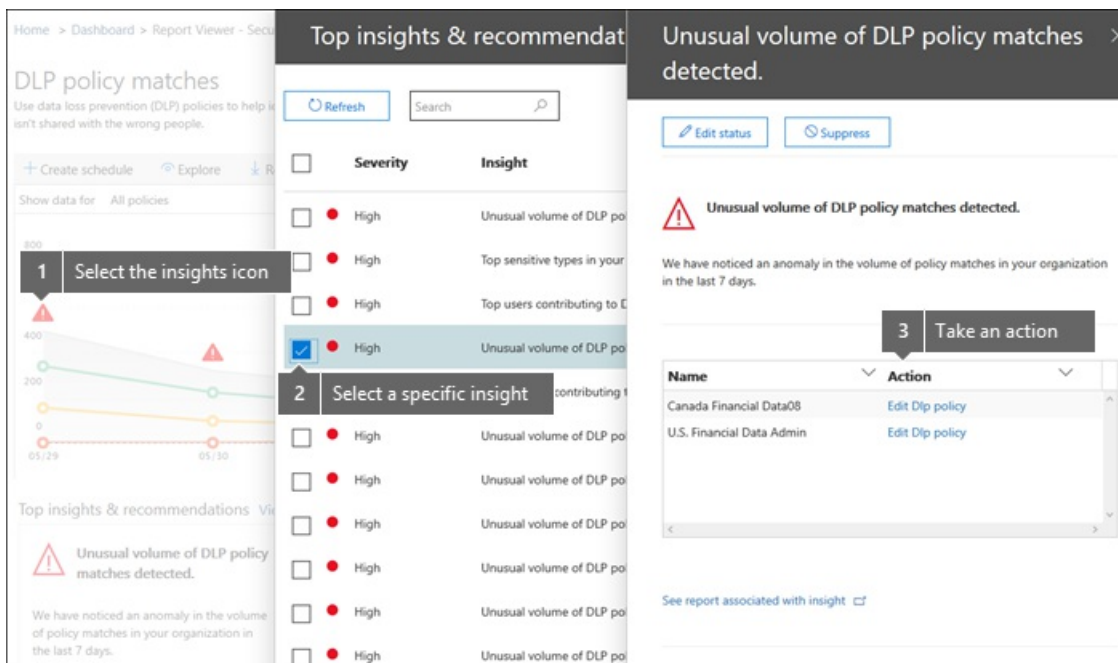 Home > Dashboard > Report Viewer - Secu
DLP policy matches
Use data loss prevention (DLP) policies to help i
isn't shared with the wrong people.
Create schedule Explore R
Show data for All policies
800
1 Select the insights icon
400
200
0
05/29 05/30
Top insights & recommendations Vi
Unusual volume of DLP policy
matches detected.
We have noticed an anomaly in the volume
of policy matches in your organization in
the last 7 days.
Top insights & recommendat
Refresh Search
Severity Insight
High Unusual volume of DLP po
High Top sensitive types in your
High Top users contributing to D
High Unusual volume of DLP po
2 Select a specific insight
contributing t
High Unusual volume of DLP po
High Unusual volume of DLP po
High Unusual volume of DLP po
High Unusual volume of DLP po
High Unusual volume of DLP po
High Unusual volume of DLP po
Unusual volume of DLP policy matches
detected.
Edit status Suppress
Unusual volume of DLP policy matches detected.
We have noticed an anomaly in the volume of policy matches in your organization
in the last 7 days.
3 Take an action
Name Action
Canada Financial Data08 Edit Dlp policy
U.S. Financial Data Admin Edit Dlp policy
See report associated with insight